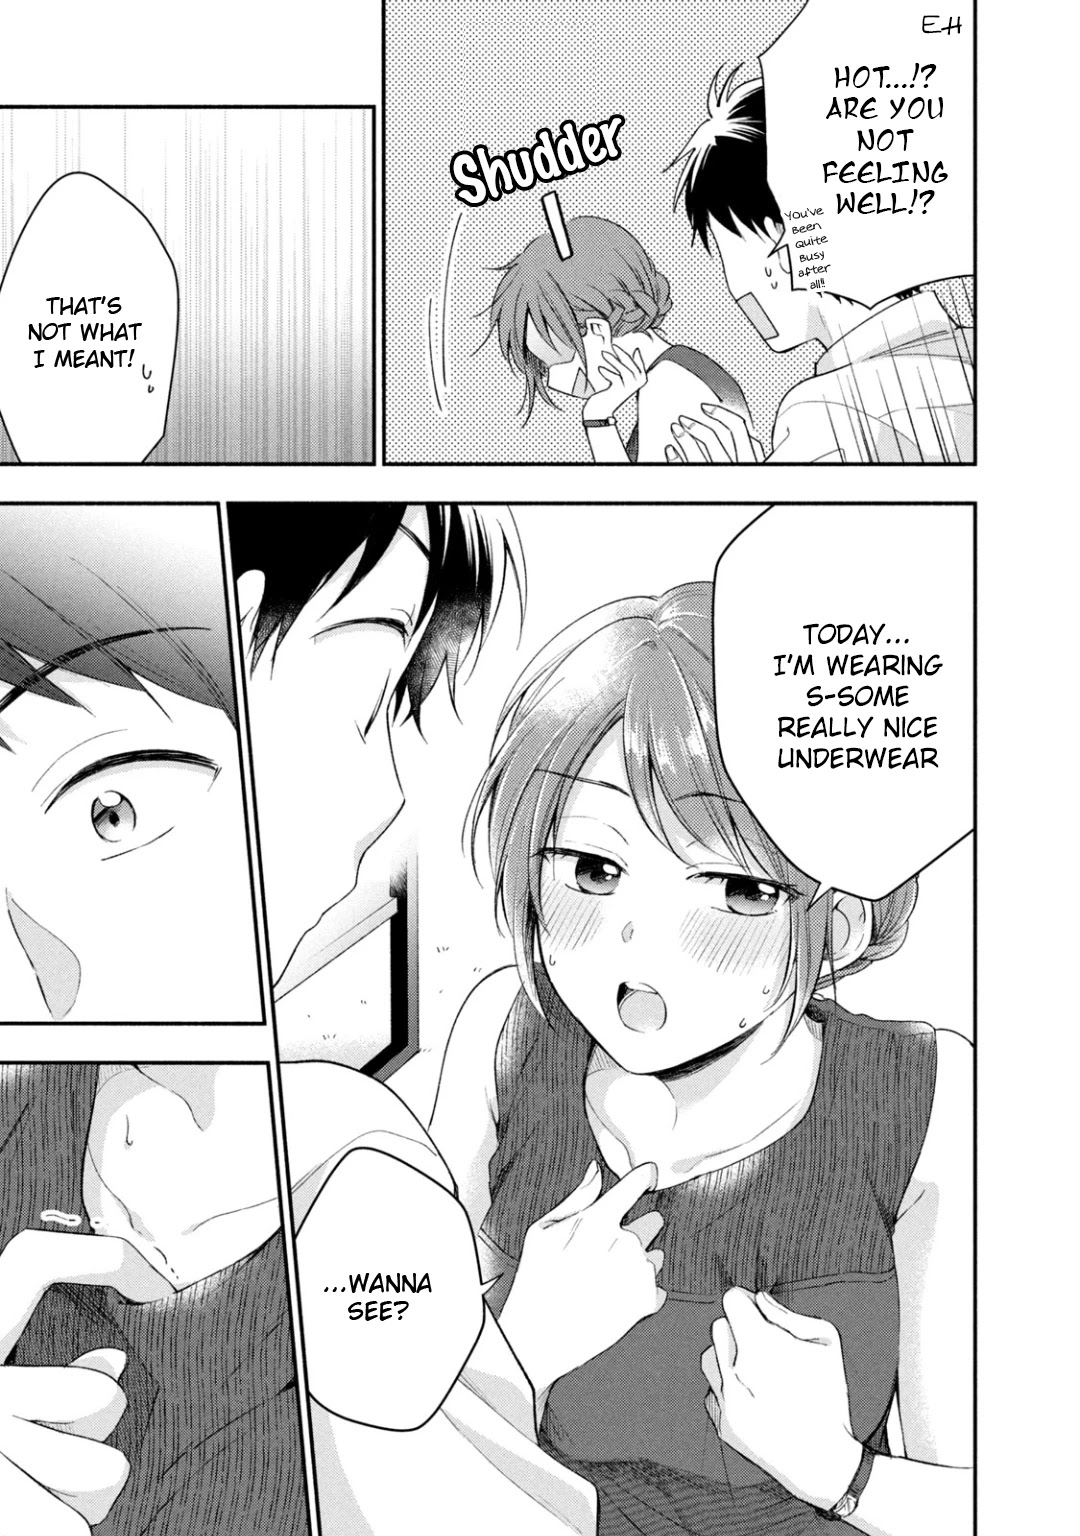 EH
HOT...!?
ARE YOU
NOT
FEELING
WELL!?
You've
Been
Quite
Busy
after
all!!
Shudder
THAT'S
NOT WHAT
I MEANT!
TODAY...
I'M WEARING
S-SOME
REALLY NICE
UNDERWEAR
...WANNA
SEE?